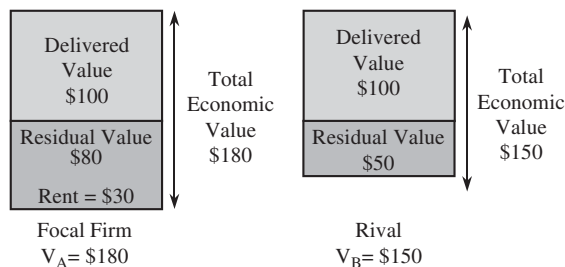 Delivered
Value
$100
Residual Value
$80
Rent = $30
Total
Economic
Value
$180
Focal Firm
V_A= $180
Delivered
Value
$100
Residual Value
$50
Total
Economic
Value
$150
Rival
V_B= $150